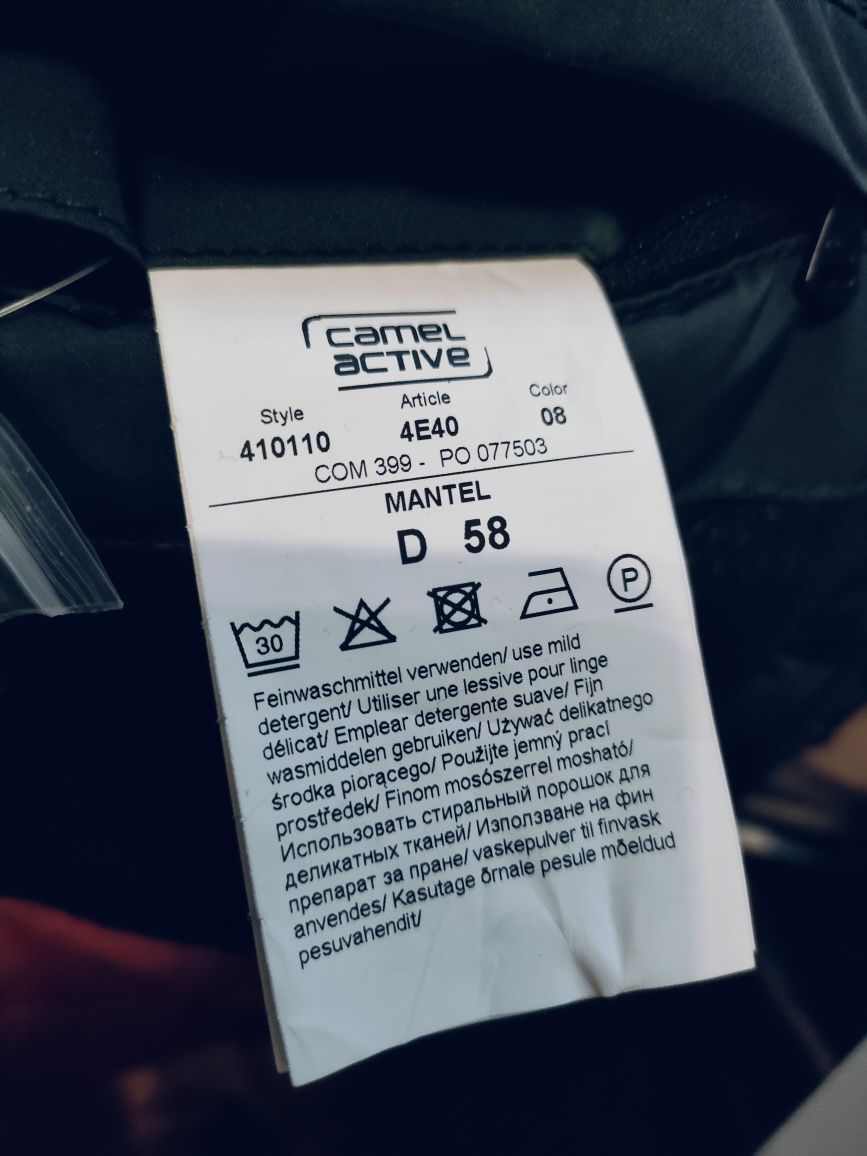 camel
active
Style Article Color
410110 4E40 08
COM 399 - PO 077503
MANTEL
D 58
30 P
Feinwaschmittel verwenden/ use mild
detergent/ Utiliser une lessive pour linge
délicat/ Emplear detergente suave/ Fijn
wasmiddelen gebruiken/ Używać delikatnego
środka piorącego/ Použijte jemný prací
prostředek/ Finom mosószerrel mosható/
Использовать стиральный порошок для
деликатных тканей/ Използване на фин
препарат за пране/ vaskepulver til finvask
anvendes/ Kasutage õrnale pesule mõeldud
pesuvahendit/